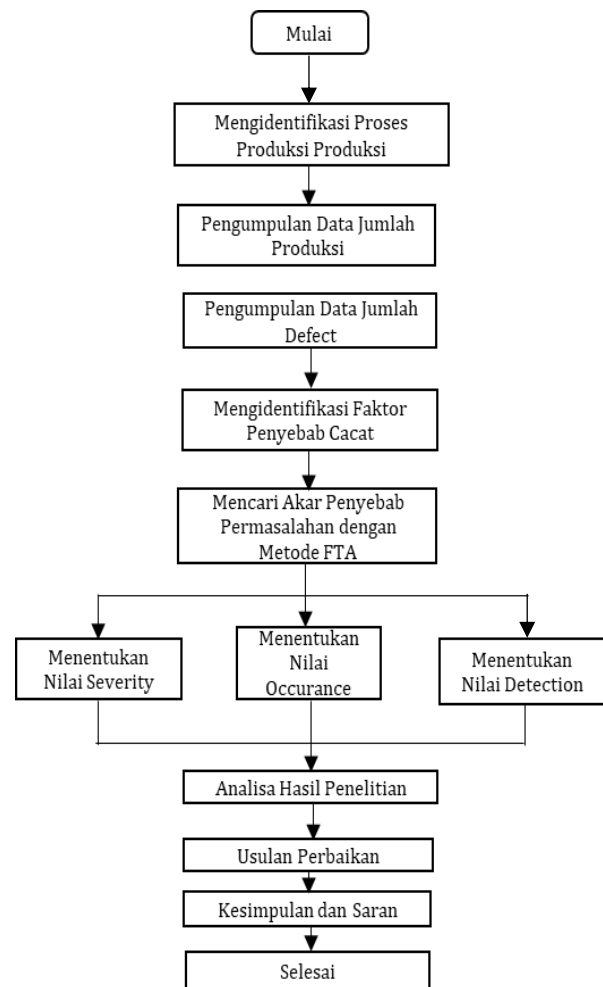 Mulai
Mengidentifikasi Proses
Produksi Produksi
Pengumpulan Data Jumlah
Produksi
Pengumpulan Data Jumlah
Defect
Mengidentifikasi Faktor
Penyebab Cacat
Mencari Akar Penyebab
Permasalahan dengan
Metode FTA
Menentukan
Nilai Severity
Menentukan
Nilai
Occurance
Menentukan
Nilai Detection
Analisa Hasil Penelitian
Usulan Perbaikan
Kesimpulan dan Saran
Selesai